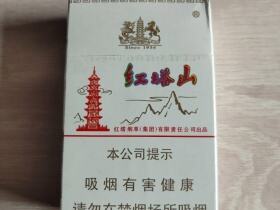 Since 1956
红塔山
红塔烟草(集团)有限责任公司出品
本公司提示
吸烟有害健康
请勿在禁烟场所吸烟